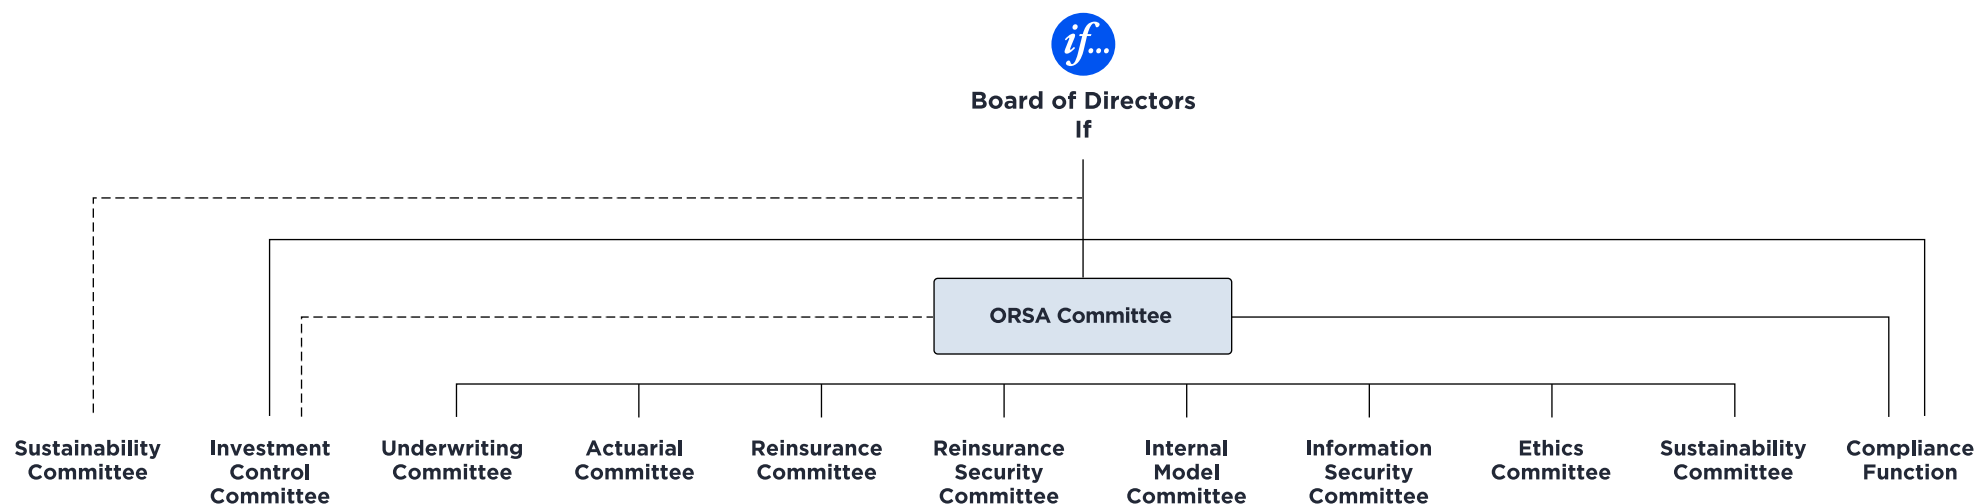 if...
Board of Directors
If
ORSA Committee
Sustainability
Committee
Investment
Control
Committee
Underwriting
Committee
Actuarial
Committee
Reinsurance
Committee
Reinsurance
Security
Committee
Internal
Model
Committee
Information
Security
Committee
Ethics
Committee
Sustainability
Committee
Compliance
Function